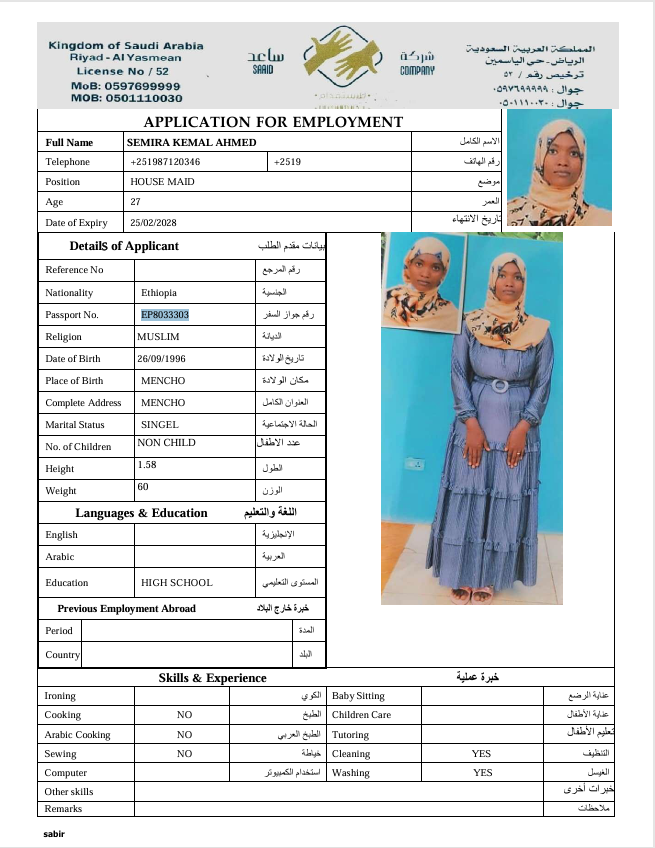 Kingdom of Saudi Arabia
Riyad - Al Yasmean
License No / 52
MoB: 0597699999
MOB: 0501110030
ساعد
SAAID
شركة
COMPANY
المملكة العربية السعودية
الرياض-حى الياسمين
ترخيص رقم / ٥٢
جوال : ٠٥٩٧٦٩٩٩٩٩
جوال : ٠٥٠١١١٠٠٣٠
APPLICATION FOR EMPLOYMENT
Full Name SEMIRA KEMAL AHMED الاسم الكامل
Telephone +251987120346 +2519 رقم الهاتف
Position HOUSE MAID موضع
Age 27 العمر
Date of Expiry 25/02/2028 تاريخ الانتهاء
Details of Applicant بيانات مقدم الطلب
Reference No رقم المرجع
Nationality Ethiopia الجنسية
Passport No. EP8033303 رقم جواز السفر
Religion MUSLIM الديانة
Date of Birth 26/09/1996 تاريخ الولادة
Place of Birth MENCHO مكان الولادة
Complete Address MENCHO العنوان الكامل
Marital Status SINGEL الحالة الاجتماعية
No. of Children NON CHILD عدد الاطفال
Height 1.58 الطول
Weight 60 الوزن
Languages & Education اللغة والتعليم
English الإنجليزية
Arabic العربية
Education HIGH SCHOOL المستوى التعليمي
Previous Employment Abroad خبرة خارج البلاد
Period المدة
Country البلد
Skills & Experience خبرة عملية
Ironing الكوي Baby Sitting عناية الرضع
Cooking NO الطبخ Children Care عناية الأطفال
Arabic Cooking NO الطبخ العربي Tutoring تعليم الأطفال
Sewing NO خياطة Cleaning YES التنظيف
Computer استخدام الكمبيوتر Washing YES الغيسل
Other skills خبرات أخرى
Remarks ملاحظات
sabir